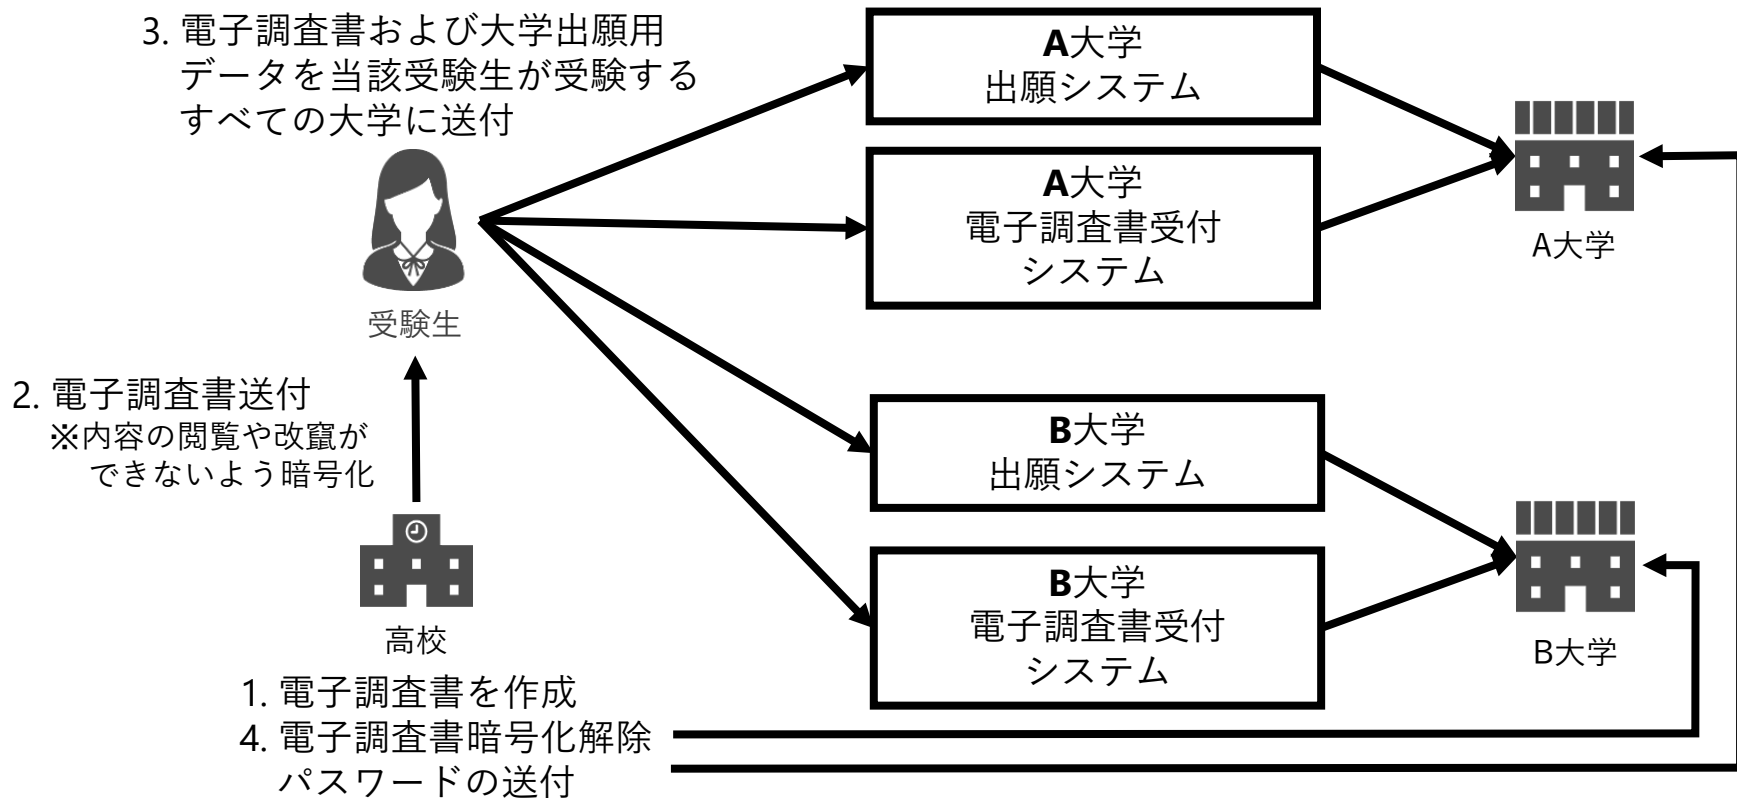 3. 電子調査書および大学出願用
データを当該受験生が受験する
すべての大学に送付
受験生
2. 電子調査書送付
※内容の閲覧や改竄が
できないよう暗号化
高校
1. 電子調査書を作成
4. 電子調査書暗号化解除
パスワードの送付
A大学
出願システム
A大学
電子調査書受付
システム
A大学
B大学
出願システム
B大学
電子調査書受付
システム
B大学